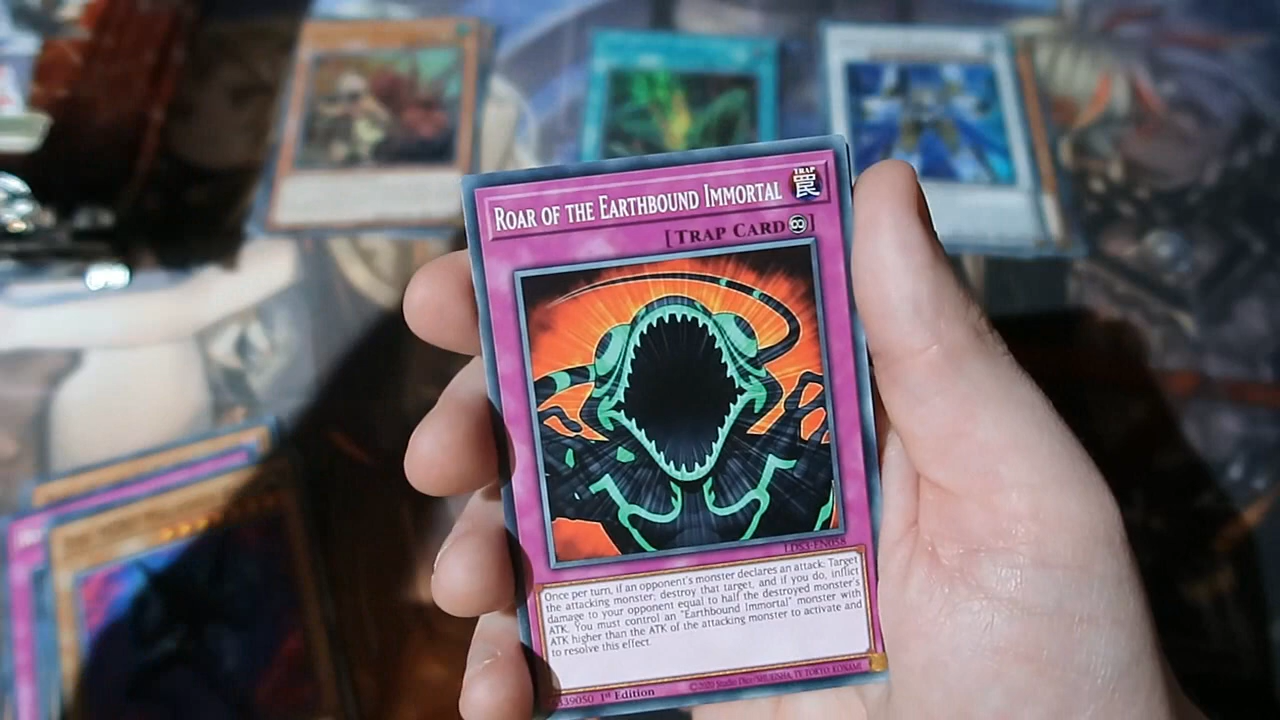 ROAR OF THE EARTHBOUND IMMORTAL
TRAP
罠
[TRAP CARD ]
LDS3-EN058
Once per turn, if an opponent's monster declares an attack: Target
the attacking monster; destroy that target, and if you do, inflict
damage to your opponent equal to half the destroyed monster's
ATK. You must control an "Earthbound Immortal" monster with
ATK higher than the ATK of the attacking monster to activate and
to resolve this effect.
39050 1st Edition
©2020 Studio Dice/SHUEISHA, TV TOKYO, KONAMI